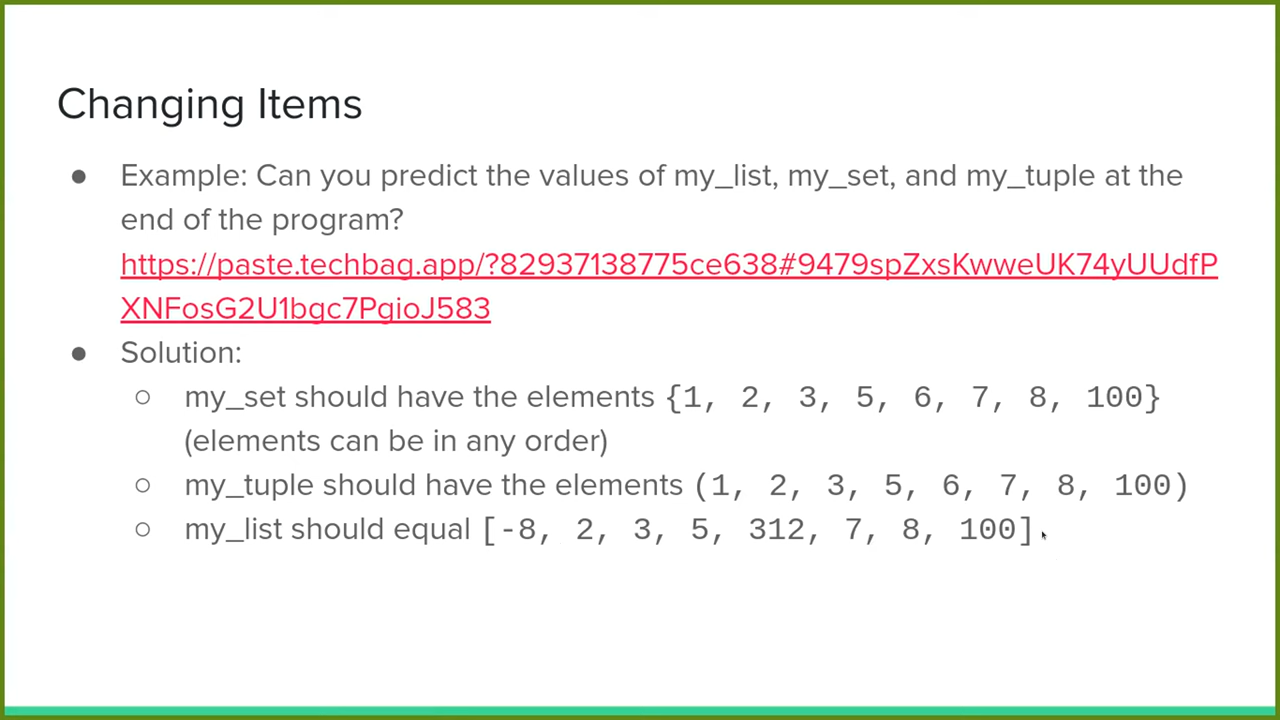 Changing Items
● Example: Can you predict the values of my_list, my_set, and my_tuple at the
end of the program?
https://paste.techbag.app/?82937138775ce638#9479spZxsKwweUK74yUUdfP
XNFosG2U1bgc7PgioJ583
● Solution:
○ my_set should have the elements {1, 2, 3, 5, 6, 7, 8, 100}
(elements can be in any order)
○ my_tuple should have the elements (1, 2, 3, 5, 6, 7, 8, 100)
○ my_list should equal [-8, 2, 3, 5, 312, 7, 8, 100]